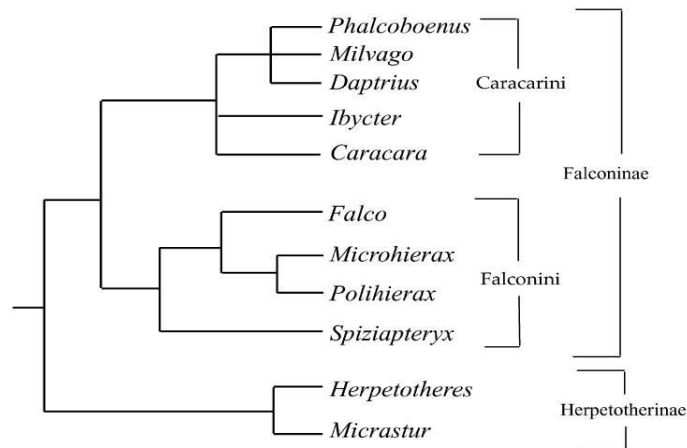 Phalcoboenus
Milvago
Daptrius
Caracarini
Ibycter
Caracara
Falconinae
Falco
Microhierax
Falconini
Polihierax
Spiziapteryx
Herpetotheres
Herpetotherinae
Micrastur